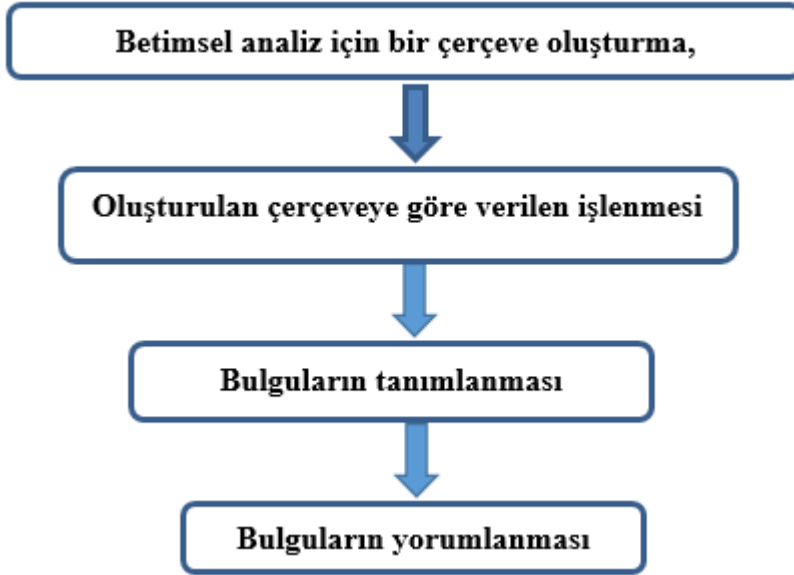 Betimsel analiz için bir çerçeve oluşturma,
Oluşturulan çerçeveye göre verilen işlenmesi
Bulguların tanımlanması
Bulguların yorumlanması